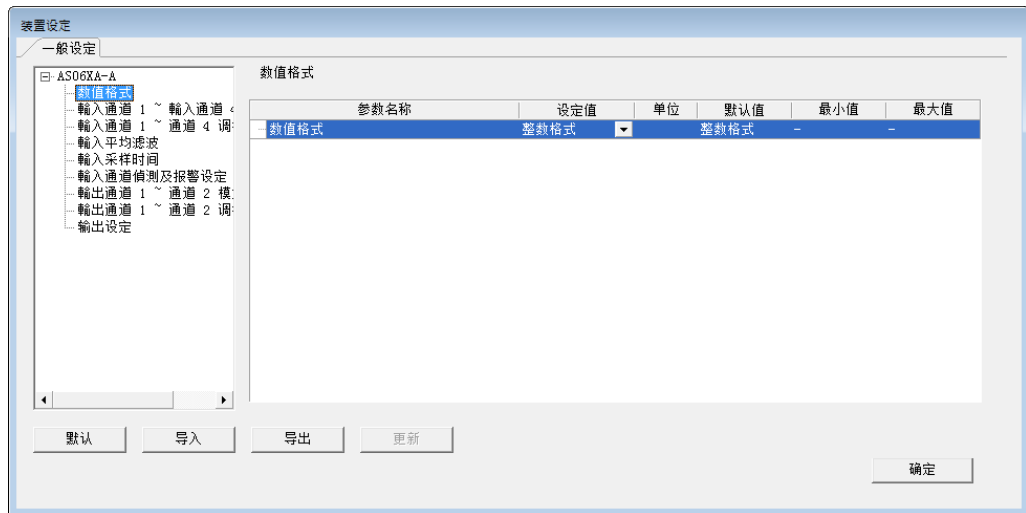 装置设定
一般设定
AS06XA-A
数值格式
輸入通道 1 ~ 輸入通道 4
輸入通道 1 ~ 通道 4 调
輸入平均滤波
輸入采样时间
輸入通道偵測及报警设定
輸出通道 1 ~ 通道 2 模
輸出通道 1 ~ 通道 2 调
输出设定
数值格式
参数名称 设定值 单位 默认值 最小值 最大值
数值格式 整数格式 整数格式 – –
默认 导入 导出 更新
确定